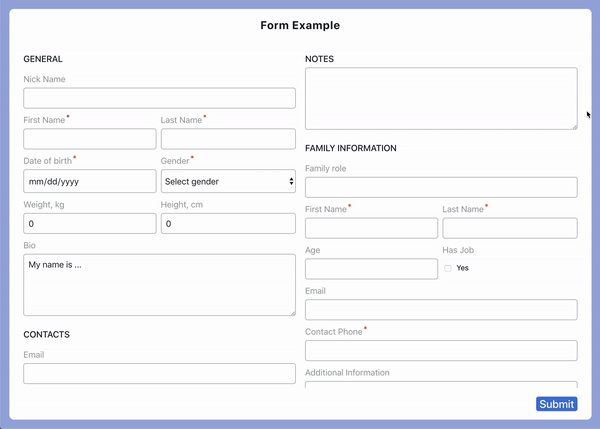 Form Example
GENERAL
Nick Name
First Name*
Last Name*
Date of birth*
Gender*
mm/dd/yyyy
Select gender
Weight, kg
Height, cm
0
0
Bio
My name is ...
CONTACTS
Email
NOTES
FAMILY INFORMATION
Family role
First Name*
Last Name*
Age
Has Job
Yes
Email
Contact Phone*
Additional Information
Submit